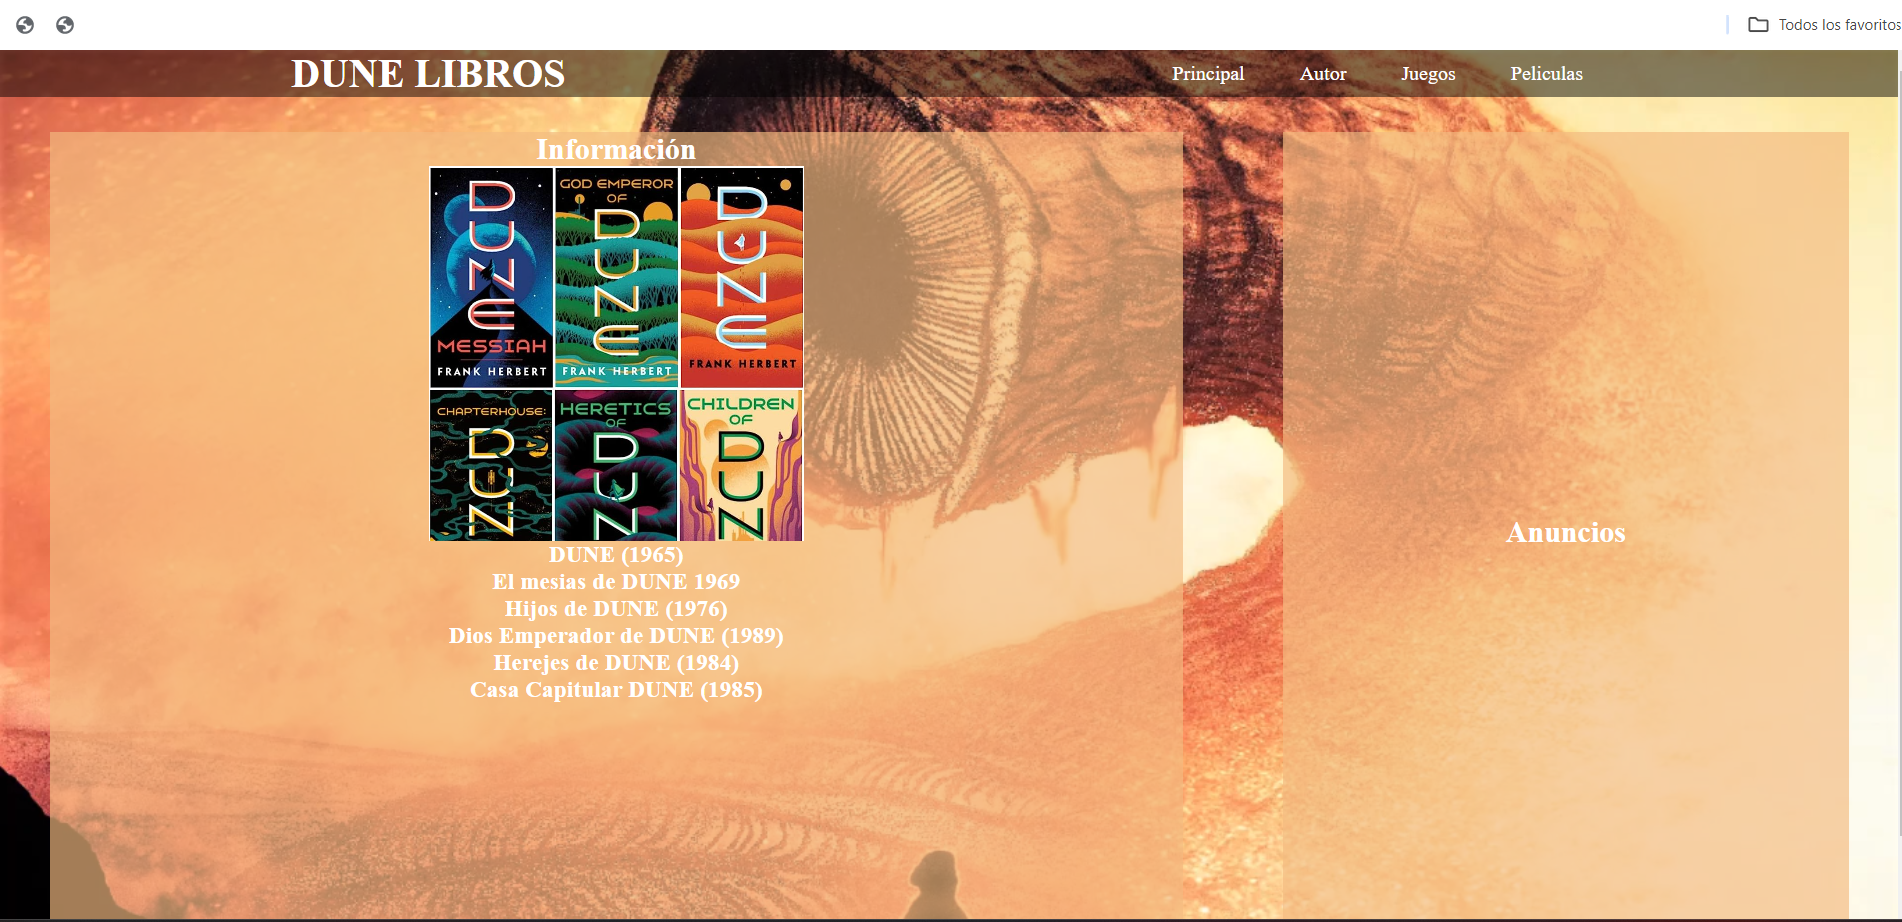 Todos los favoritos
DUNE LIBROS
Principal
Autor
Juegos
Peliculas
Información
DUNE
MESSIAH
FRANK HERBERT
GOD EMPEROR
OF
DUNE
FRANK HERBERT
DUNE
FRANK HERBERT
CHAPTERHOUSE:
DUN
HERETICS
OF
DUN
CHILDREN
OF
DUN
DUNE (1965)
El mesias de DUNE 1969
Hijos de DUNE (1976)
Dios Emperador de DUNE (1989)
Herejes de DUNE (1984)
Casa Capitular DUNE (1985)
Anuncios